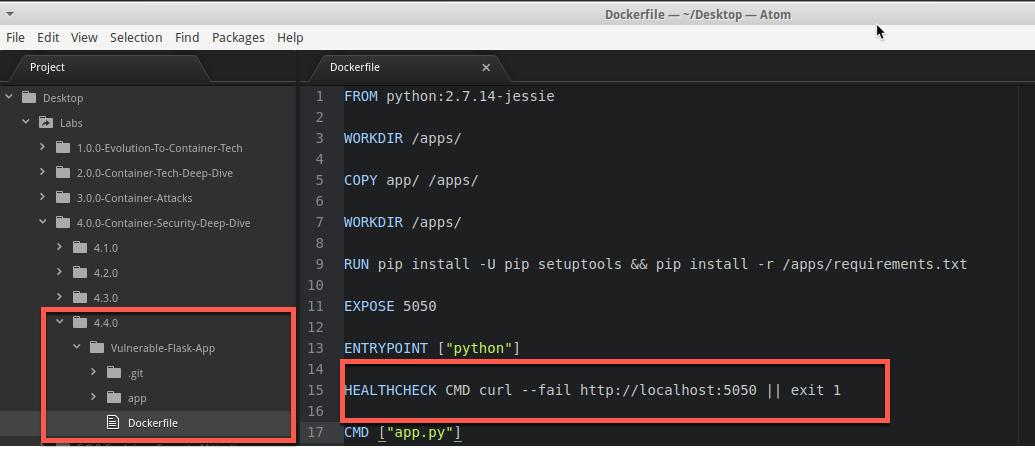 Dockerfile — ~/Desktop — Atom
File Edit View Selection Find Packages Help
Project
Desktop
Labs
1.0.0-Evolution-To-Container-Tech
2.0.0-Container-Tech-Deep-Dive
3.0.0-Container-Attacks
4.0.0-Container-Security-Deep-Dive
4.1.0
4.2.0
4.3.0
4.4.0
Vulnerable-Flask-App
.git
app
Dockerfile
Dockerfile
1 FROM python:2.7.14-jessie
2
3 WORKDIR /apps/
4
5 COPY app/ /apps/
6
7 WORKDIR /apps/
8
9 RUN pip install -U pip setuptools && pip install -r /apps/requirements.txt
10
11 EXPOSE 5050
12
13 ENTRYPOINT ["python"]
14
15 HEALTHCHECK CMD curl --fail http://localhost:5050 || exit 1
16
17 CMD ["app.py"]